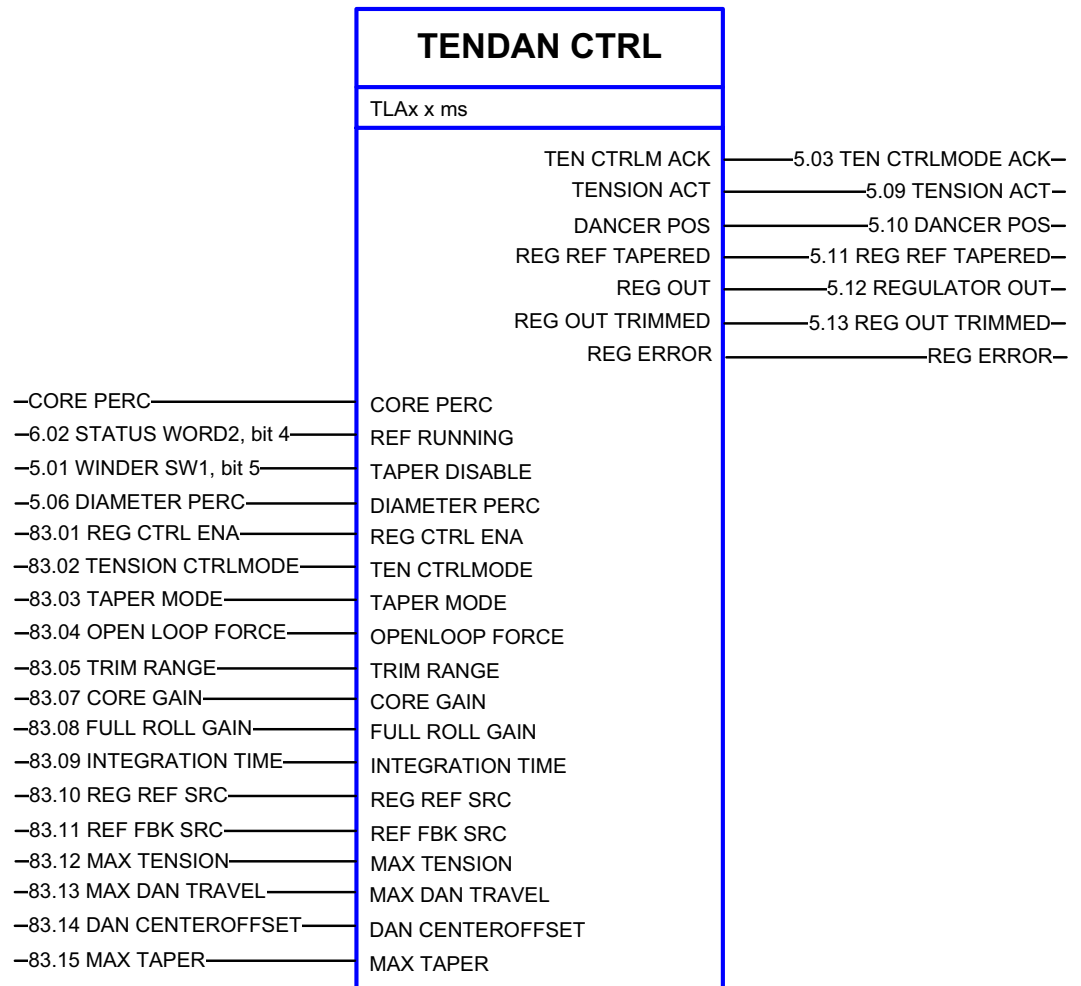 TENDAN CTRL
TLAx x ms
TEN CTRLM ACK 5.03 TEN CTRLMODE ACK
TENSION ACT 5.09 TENSION ACT
DANCER POS 5.10 DANCER POS
REG REF TAPERED 5.11 REG REF TAPERED
REG OUT 5.12 REGULATOR OUT
REG OUT TRIMMED 5.13 REG OUT TRIMMED
REG ERROR REG ERROR
CORE PERC CORE PERC
6.02 STATUS WORD2, bit 4 REF RUNNING
5.01 WINDER SW1, bit 5 TAPER DISABLE
5.06 DIAMETER PERC DIAMETER PERC
83.01 REG CTRL ENA REG CTRL ENA
83.02 TENSION CTRLMODE TEN CTRLMODE
83.03 TAPER MODE TAPER MODE
83.04 OPEN LOOP FORCE OPENLOOP FORCE
83.05 TRIM RANGE TRIM RANGE
83.07 CORE GAIN CORE GAIN
83.08 FULL ROLL GAIN FULL ROLL GAIN
83.09 INTEGRATION TIME INTEGRATION TIME
83.10 REG REF SRC REG REF SRC
83.11 REF FBK SRC REF FBK SRC
83.12 MAX TENSION MAX TENSION
83.13 MAX DAN TRAVEL MAX DAN TRAVEL
83.14 DAN CENTEROFFSET DAN CENTEROFFSET
83.15 MAX TAPER MAX TAPER